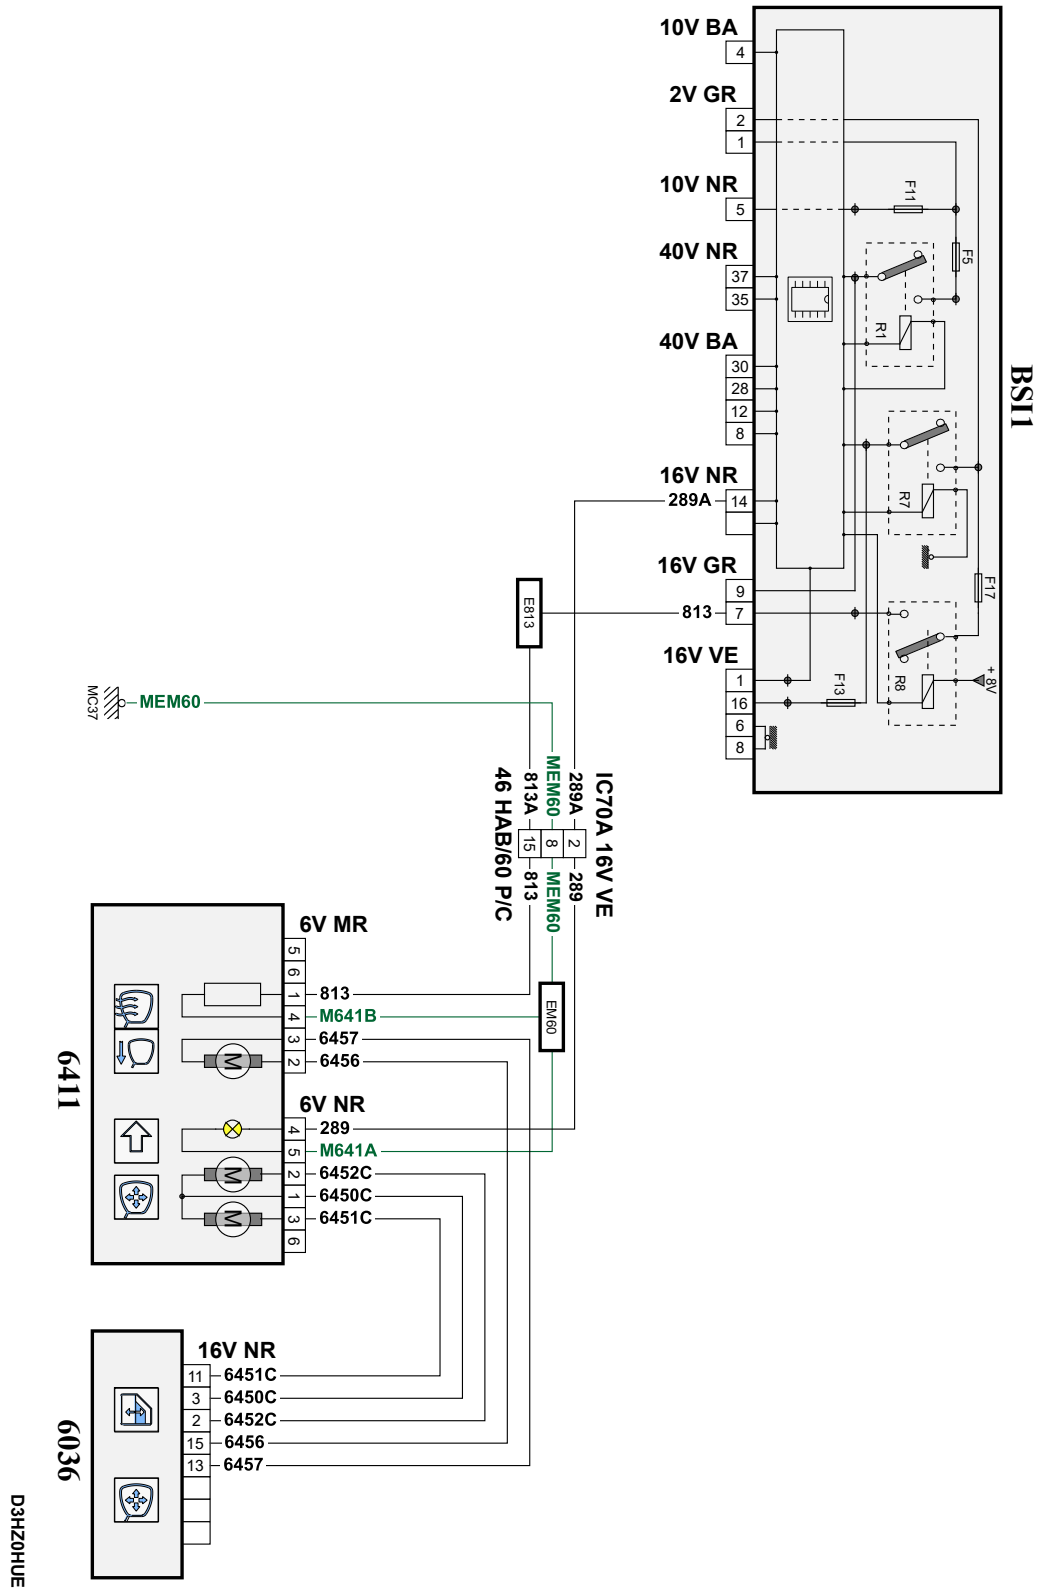 BSI1
10V BA
4
2V GR
2
1
10V NR
5
F11
F5
40V NR
37
35
R1
40V BA
30
28
12
8
16V NR
289A
14
R7
16V GR
9
813
7
F17
16V VE
1
16
6
8
F13
R8
+ 8V
E813
MC37
MEM60
289A
MEM60
813A
IC70A 16V VE
2
8
15
46 HAB/60 P/C
289
MEM60
813
EM60
6V MR
5
6
1
813
4
M641B
3
6457
2
6456
M
6V NR
4
289
5
M641A
2
6452C
1
6450C
3
6451C
6
M
M
6411
16V NR
11
6451C
3
6450C
2
6452C
15
6456
13
6457
6036
D3HZ0HUE